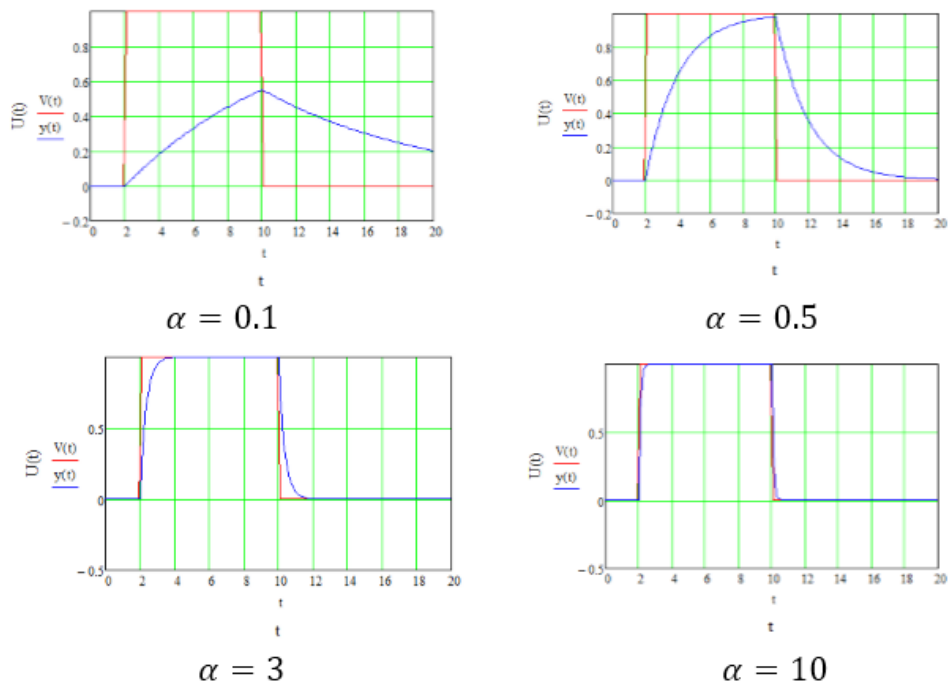 0.8
0.6
0.4
0.2
0
– 0.2
U(t)
V(t)
y(t)
0 2 4 6 8 10 12 14 16 18 20
t
t
α = 0.1
0.8
0.6
0.4
0.2
0
– 0.2
U(t)
V(t)
y(t)
0 2 4 6 8 10 12 14 16 18 20
t
t
α = 0.5
0.5
0
– 0.5
U(t)
V(t)
y(t)
0 2 4 6 8 10 12 14 16 18 20
t
t
α = 3
0.5
0
– 0.5
U(t)
V(t)
y(t)
0 2 4 6 8 10 12 14 16 18 20
t
t
α = 10